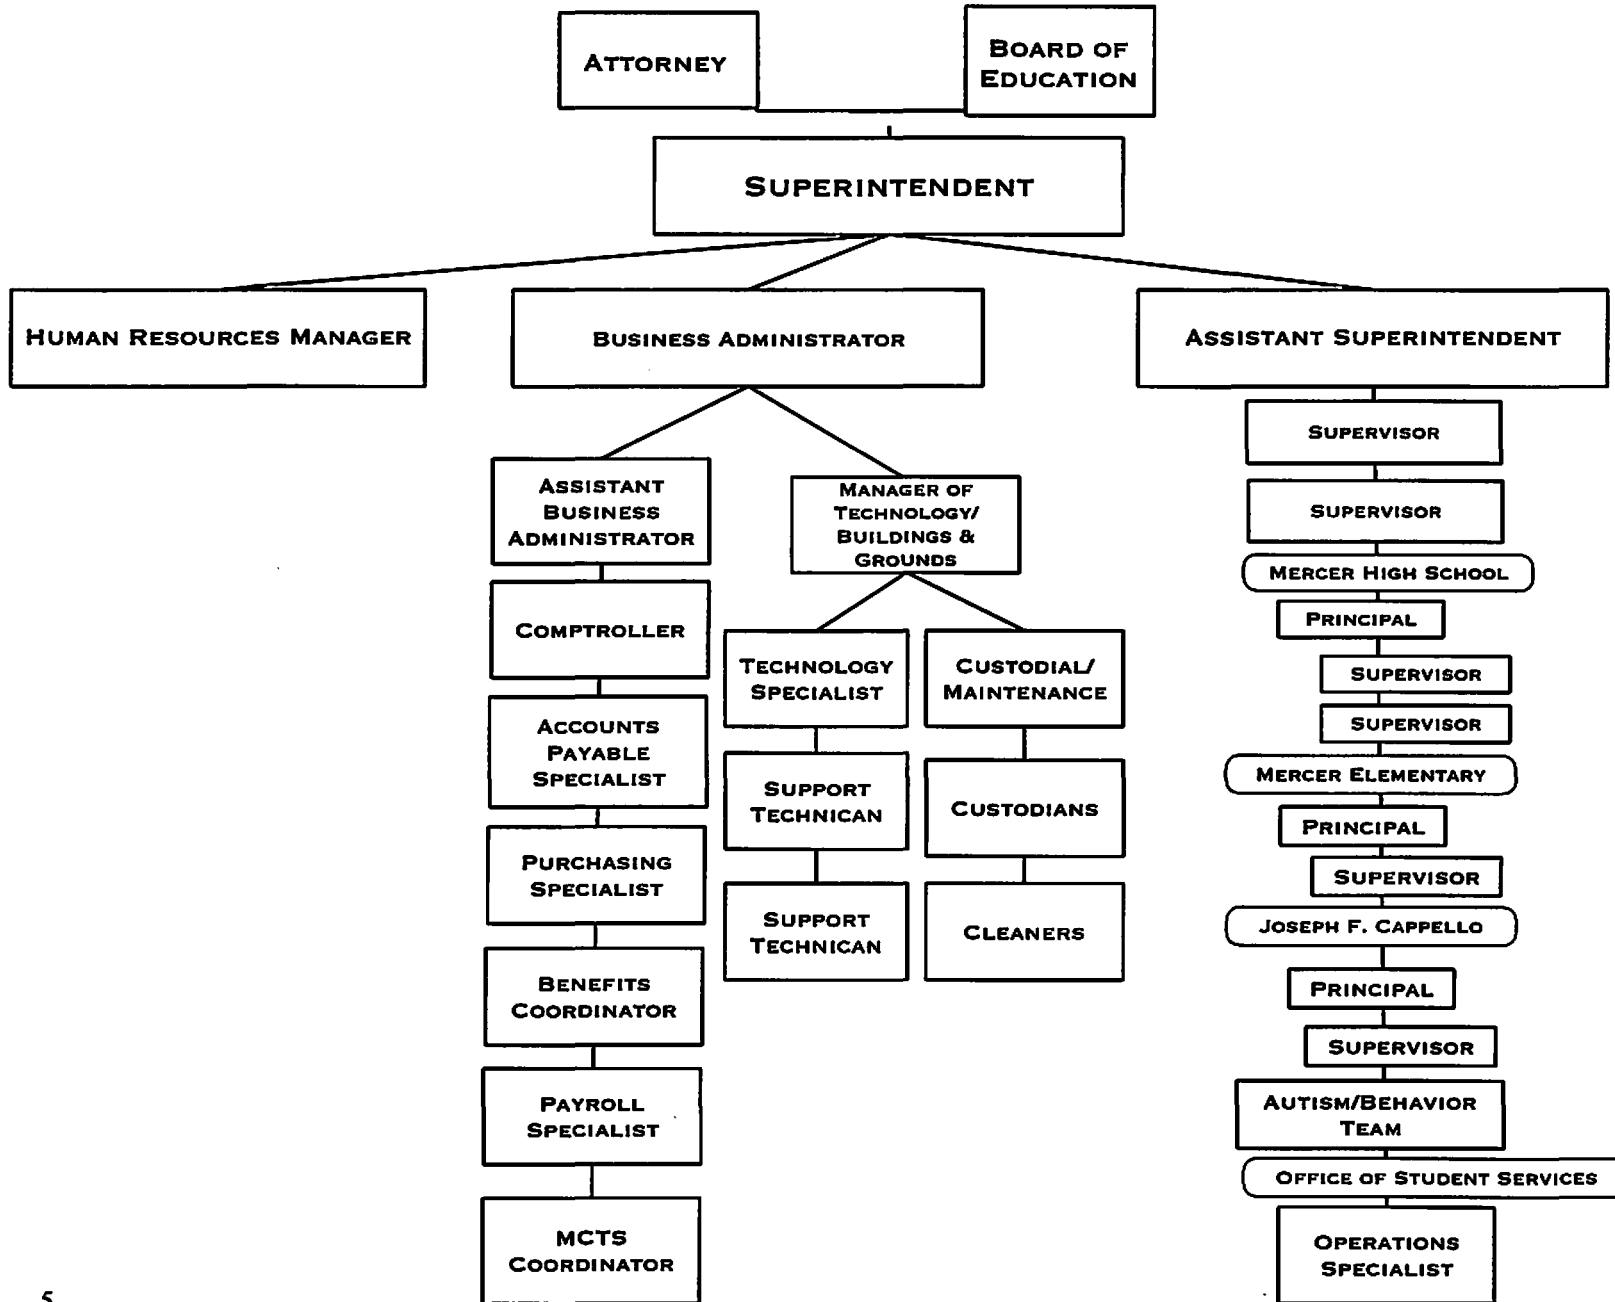 ATTORNEY
BOARD OF
EDUCATION
SUPERINTENDENT
HUMAN RESOURCES MANAGER
BUSINESS ADMINISTRATOR
ASSISTANT SUPERINTENDENT
ASSISTANT
BUSINESS
ADMINISTRATOR
COMPTROLLER
ACCOUNTS
PAYABLE
SPECIALIST
PURCHASING
SPECIALIST
BENEFITS
COORDINATOR
PAYROLL
SPECIALIST
MCTS
COORDINATOR
MANAGER OF
TECHNOLOGY/
BUILDINGS &
GROUNDS
TECHNOLOGY
SPECIALIST
SUPPORT
TECHNICAN
SUPPORT
TECHNICAN
CUSTODIAL/
MAINTENANCE
CUSTODIANS
CLEANERS
SUPERVISOR
SUPERVISOR
MERCER HIGH SCHOOL
PRINCIPAL
SUPERVISOR
SUPERVISOR
MERCER ELEMENTARY
PRINCIPAL
SUPERVISOR
JOSEPH F. CAPPELLO
PRINCIPAL
SUPERVISOR
AUTISM/BEHAVIOR
TEAM
OFFICE OF STUDENT SERVICES
OPERATIONS
SPECIALIST
5